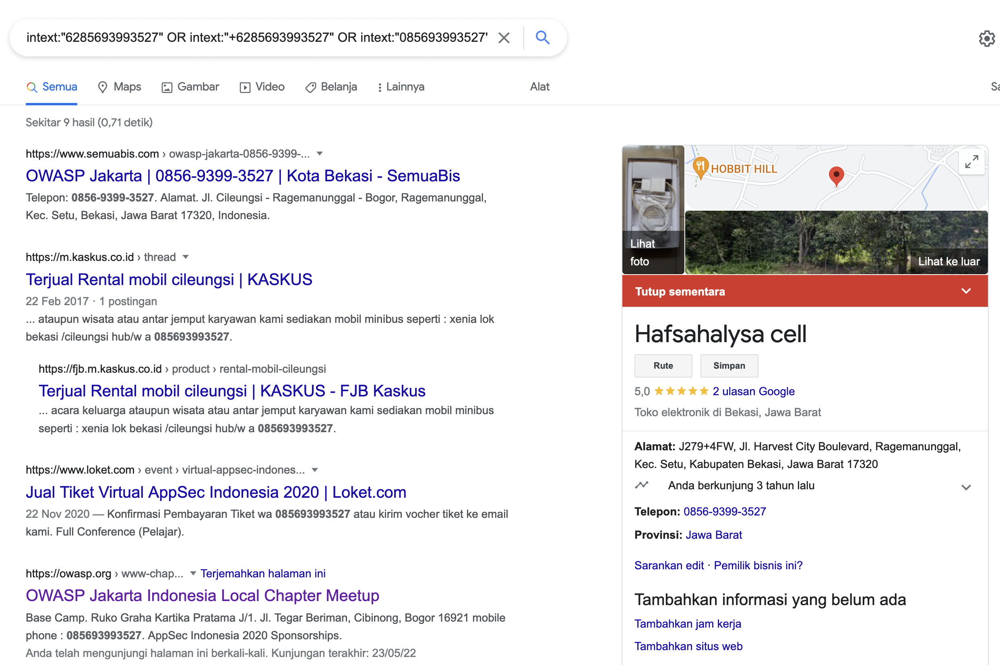 intext:"6285693993527" OR intext:"+6285693993527" OR intext:"085693993527'
Semua
Maps
Gambar
Video
Belanja
Lainnya
Alat
Sekitar 9 hasil (0,71 detik)
https://www.semuabis.com › owasp-jakarta-0856-9399-...
OWASP Jakarta | 0856-9399-3527 | Kota Bekasi - SemuaBis
Telepon: 0856-9399-3527. Alamat. Jl. Cileungsi - Ragemanunggal - Bogor, Ragemanunggal,
Kec. Setu, Bekasi, Jawa Barat 17320, Indonesia.
https://m.kaskus.co.id › thread
Terjual Rental mobil cileungsi | KASKUS
22 Feb 2017 · 1 postingan
... ataupun wisata atau antar jemput karyawan kami sediakan mobil minibus seperti : xenia lok
bekasi /cileungsi hub/w a 085693993527.
https://fjb.m.kaskus.co.id › product › rental-mobil-cileungsi
Terjual Rental mobil cileungsi | KASKUS - FJB Kaskus
... acara keluarga ataupun wisata atau antar jemput karyawan kami sediakan mobil minibus
seperti : xenia lok bekasi /cileungsi hub/w a 085693993527.
https://www.loket.com › event › virtual-appsec-indones...
Jual Tiket Virtual AppSec Indonesia 2020 | Loket.com
22 Nov 2020 — Konfirmasi Pembayaran Tiket wa 085693993527 atau kirim vocher tiket ke email
kami. Full Conference (Pelajar).
https://owasp.org › www-chap... Terjemahkan halaman ini
OWASP Jakarta Indonesia Local Chapter Meetup
Base Camp. Ruko Graha Kartika Pratama J/1. Jl. Tegar Beriman, Cibinong, Bogor 16921 mobile
phone : 085693993527. AppSec Indonesia 2020 Sponsorships.
Anda telah mengunjungi halaman ini berkali-kali. Kunjungan terakhir: 23/05/22
HOBBIT HILL
Lihat
foto
Lihat ke luar
Tutup sementara
Hafsahalysa cell
Rute
Simpan
5,0 ★★★★★ 2 ulasan Google
Toko elektronik di Bekasi, Jawa Barat
Alamat: J279+4FW, Jl. Harvest City Boulevard, Ragemanunggal,
Kec. Setu, Kabupaten Bekasi, Jawa Barat 17320
Anda berkunjung 3 tahun lalu
Telepon: 0856-9399-3527
Provinsi: Jawa Barat
Sarankan edit · Pemilik bisnis ini?
Tambahkan informasi yang belum ada
Tambahkan jam kerja
Tambahkan situs web